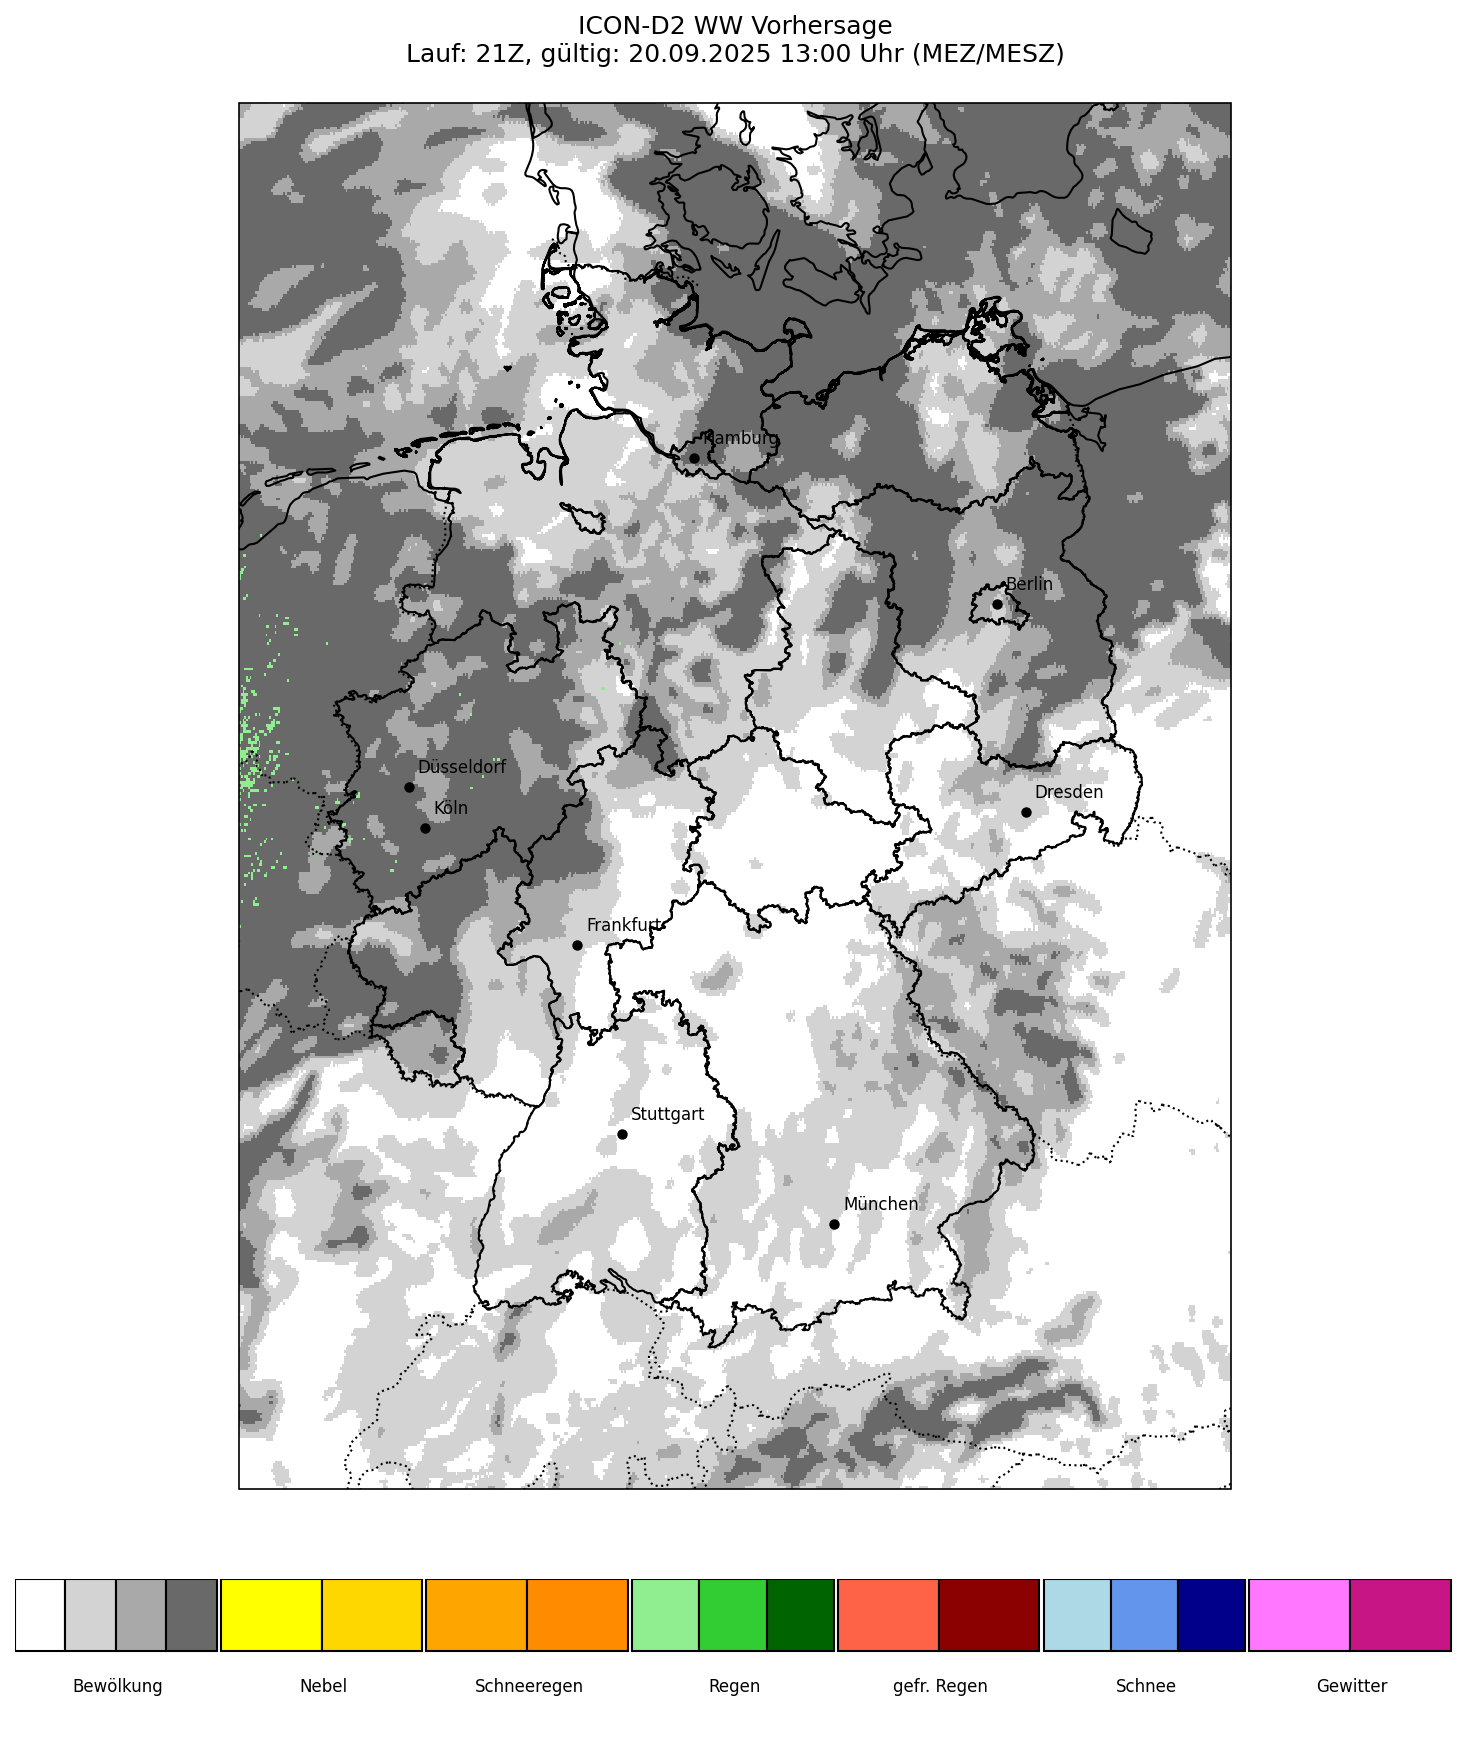 ICON-D2 WW Vorhersage
Lauf: 21Z, gültig: 20.09.2025 13:00 Uhr (MEZ/MESZ)
Hamburg
Berlin
Düsseldorf
Köln
Dresden
Frankfurt
Stuttgart
München
Bewölkung
Nebel
Schneeregen
Regen
gefr. Regen
Schnee
Gewitter